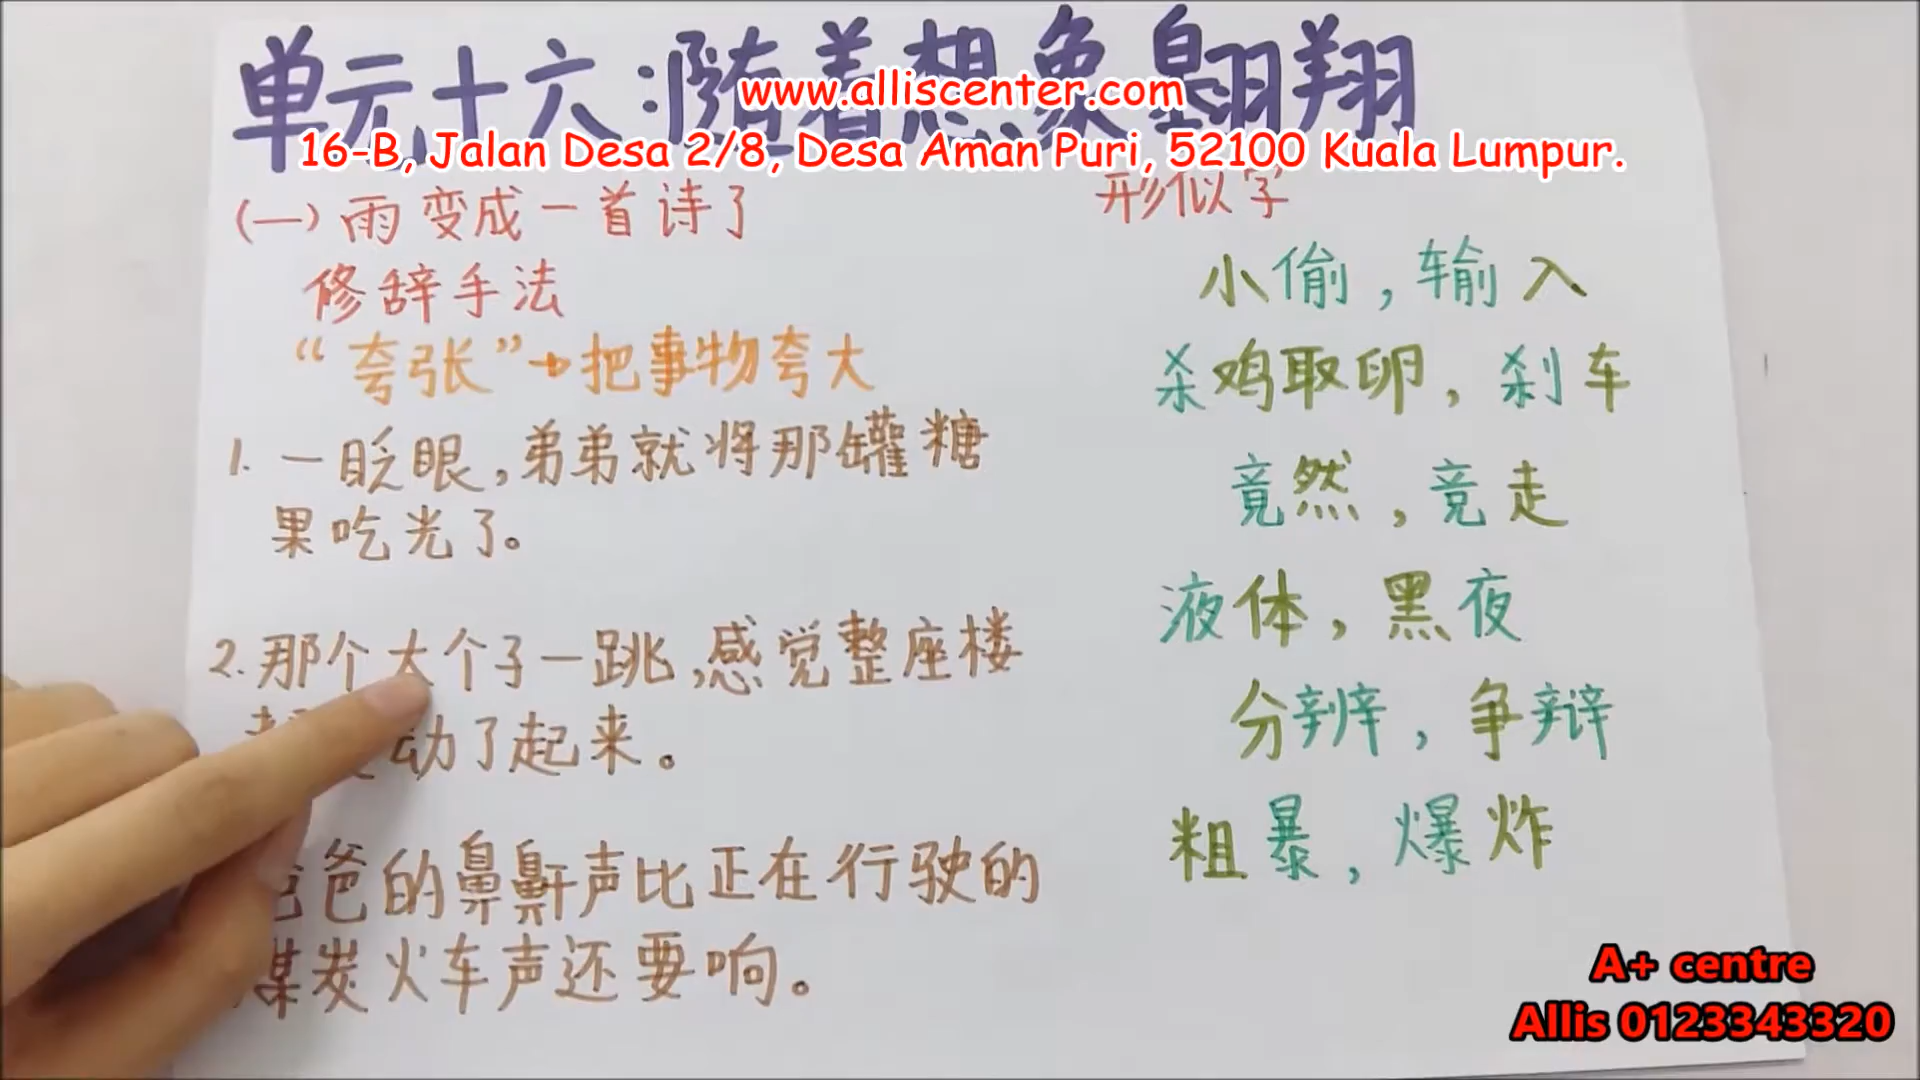 单元十六：随着想象翱翔
www.alliscenter.com
16-B, Jalan Desa 2/8, Desa Aman Puri, 52100 Kuala Lumpur.
(一) 雨变成一首诗了
修辞手法
“夸张”→把事物夸大
1. 一眨眼，弟弟就将那罐糖
果吃光了。
2. 那个大个子一跳，感觉整座楼
动了起来。
爸的鼻鼾声比正在行驶的
煤炭火车声还要响。
形似字
小偷，输入
杀鸡取卵，刹车
竟然，竞走
液体，黑夜
分辨，争辩
粗暴，爆炸
A+ centre
Allis 0123343320